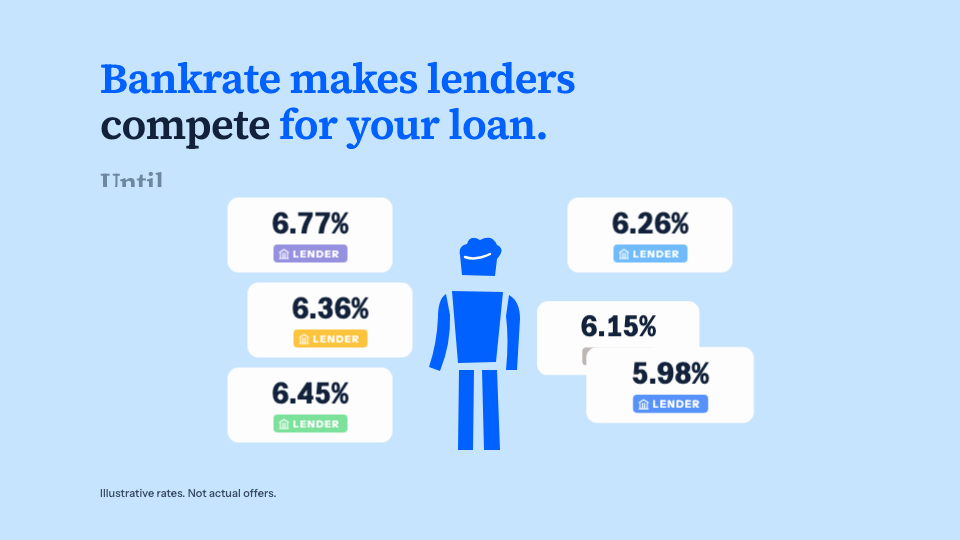 Bankrate makes lenders
compete for your loan.
Until
6.77%
LENDER
6.26%
LENDER
6.36%
LENDER
6.15%
5.98%
LENDER
6.45%
LENDER
Illustrative rates. Not actual offers.